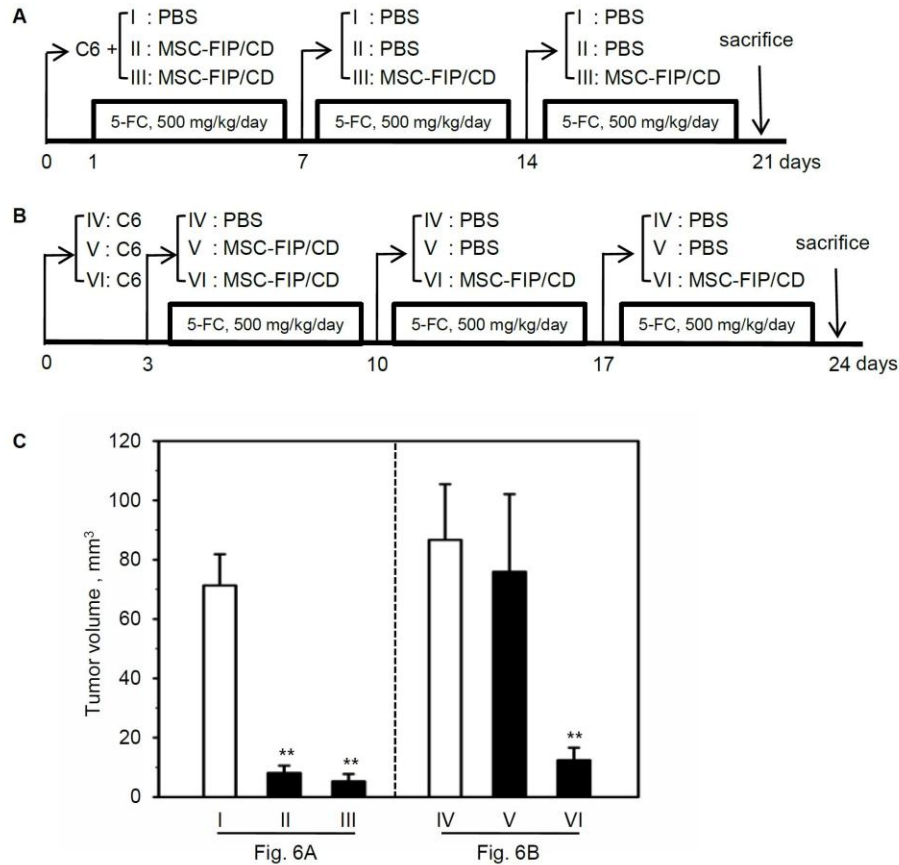 A
C6 +
I : PBS
II : MSC-FIP/CD
III: MSC-FIP/CD
I : PBS
II : PBS
III: MSC-FIP/CD
I : PBS
II : PBS
III: MSC-FIP/CD
sacrifice
5-FC, 500 mg/kg/day
5-FC, 500 mg/kg/day
5-FC, 500 mg/kg/day
0 1 7 14 21 days
B
IV: C6
V : C6
VI: C6
IV : PBS
V : MSC-FIP/CD
VI : MSC-FIP/CD
IV : PBS
V : PBS
VI : MSC-FIP/CD
IV : PBS
V : PBS
VI : MSC-FIP/CD
sacrifice
5-FC, 500 mg/kg/day
5-FC, 500 mg/kg/day
5-FC, 500 mg/kg/day
0 3 10 17 24 days
C
Tumor volume , mm³
120
100
80
60
40
20
0
** ** **
I II III IV V VI
Fig. 6A Fig. 6B